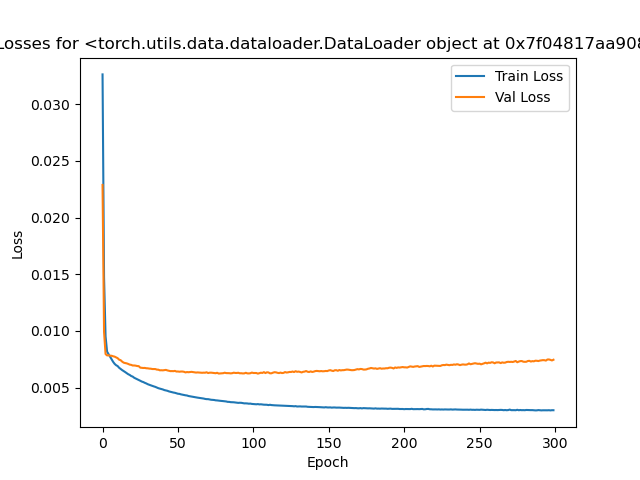 Losses for <torch.utils.data.dataloader.DataLoader object at 0x7f04817aa908
Train Loss
Val Loss
0.030
0.025
0.020
0.015
0.010
0.005
Loss
0
50
100
150
200
250
300
Epoch